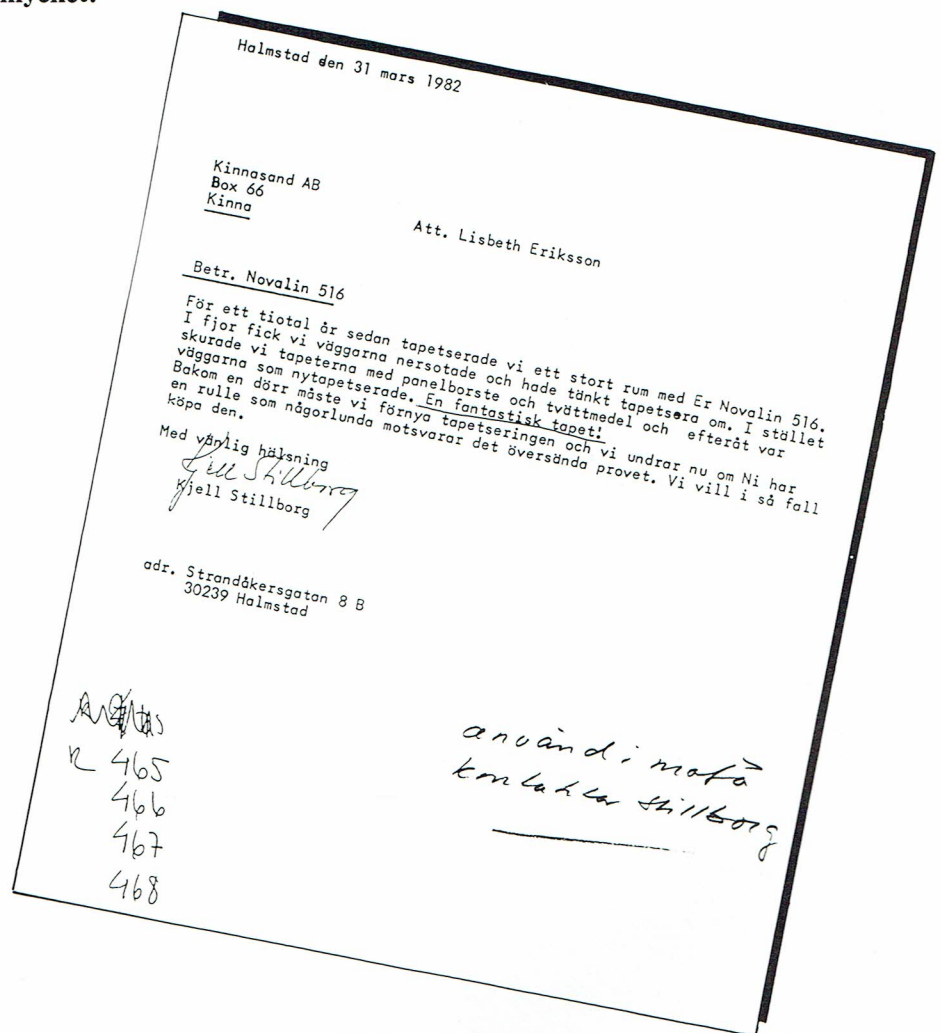 mycket.
Halmstad den 31 mars 1982
Kinnasand AB
Box 66
Kinna
Att. Lisbeth Eriksson
Betr. Novalin 516
För ett tiotal år sedan tapetserade vi ett stort rum med Er Novalin 516.
I fjor fick vi väggarna nersotade och hade tänkt tapetsera om. I stället
skurade vi tapeterna med panelborste och tvättmedel och efteråt var
väggarna som nytapetserade. En fantastisk tapet!
Bakom en dörr måste vi förnya tapetseringen och vi undrar nu om Ni har
en rulle som någorlunda motsvarar det översända provet. Vi vill i så fall
köpa den.
Med vänlig hälsning
Kjell Stillborg
Kjell Stillborg
adr. Strandåkersgatan 8 B
30239 Halmstad
465
466
467
468
använd i
kontaktar Stillborg